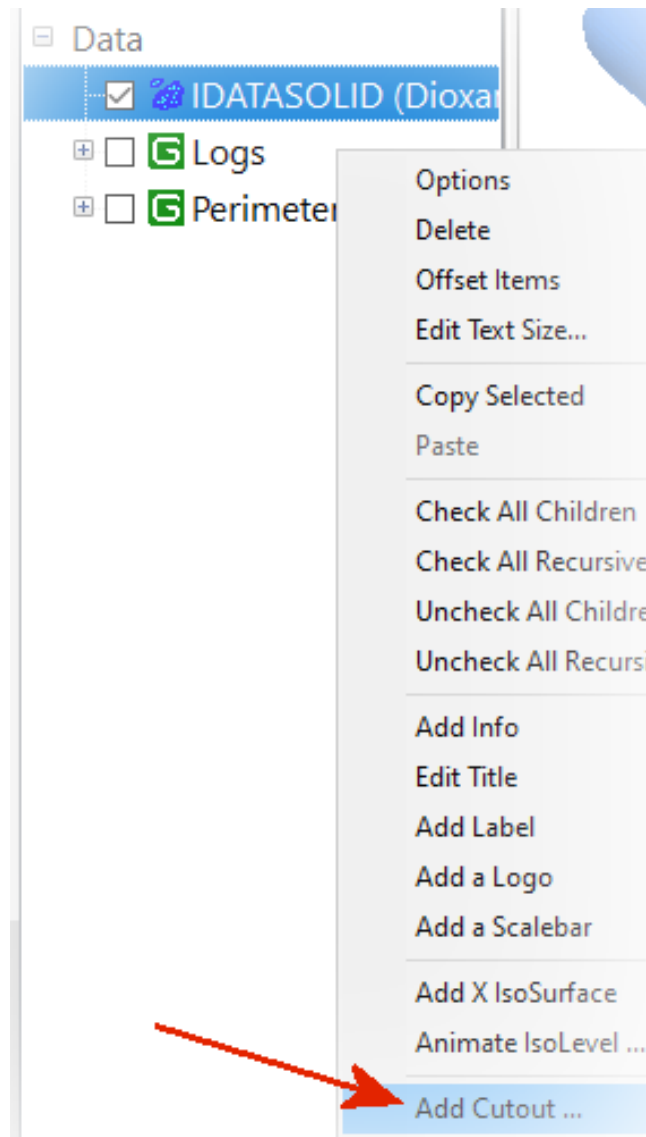 Data
IDATASOLID (Dioxan
Logs
Perimeter
Options
Delete
Offset Items
Edit Text Size...
Copy Selected
Paste
Check All Children
Check All Recursive
Uncheck All Childre
Uncheck All Recursi
Add Info
Edit Title
Add Label
Add a Logo
Add a Scalebar
Add X IsoSurface
Animate IsoLevel ...
Add Cutout ...